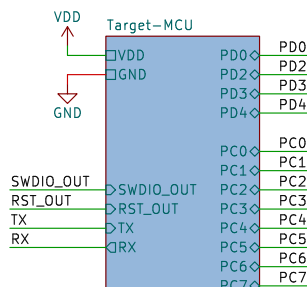 VDD
Target-MCU
VDD
GND
GND
PD0
PD2
PD3
PD4
PD0
PD2
PD3
PD4
PC0
PC1
PC2
PC3
PC4
PC5
PC6
PC7
PC0
PC1
PC2
PC3
PC4
PC5
PC6
PC7
SWDIO_OUT
RST_OUT
TX
RX
SWDIO_OUT
RST_OUT
TX
RX